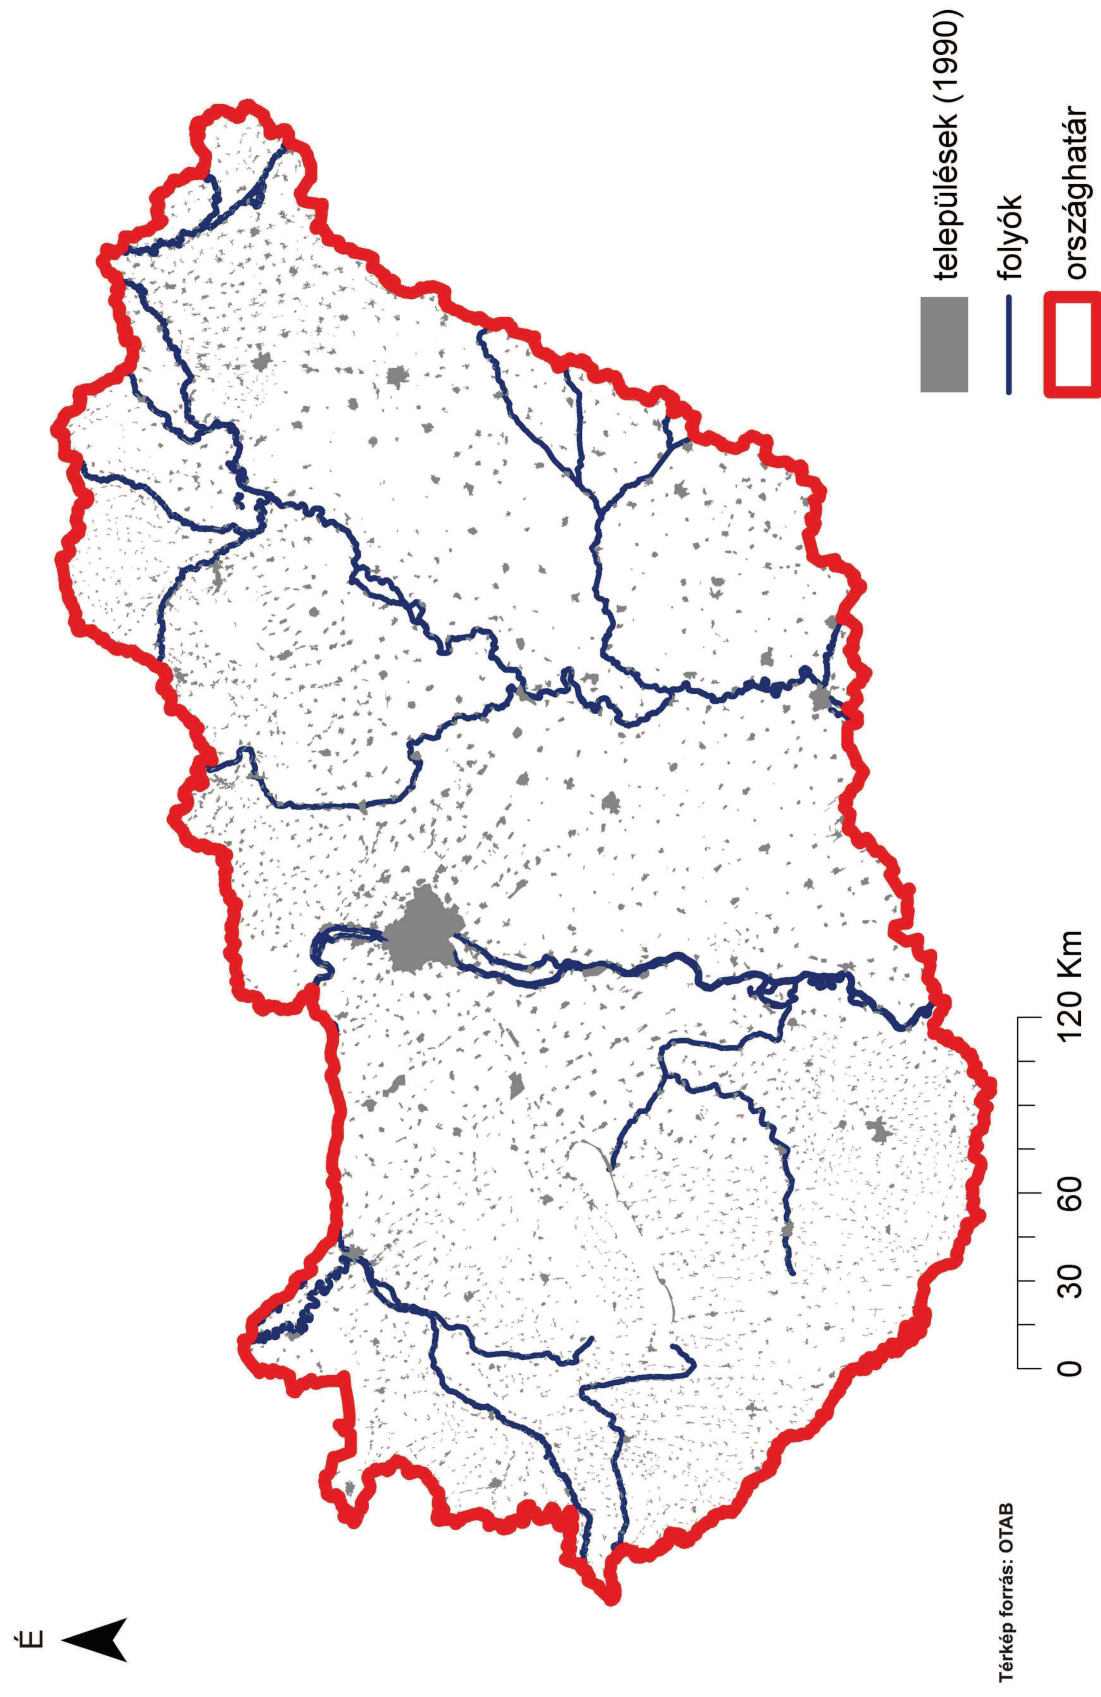 É
települések (1990)
folyók
országhatár
0 30 60 120 Km
Térkép forrás: OTAB